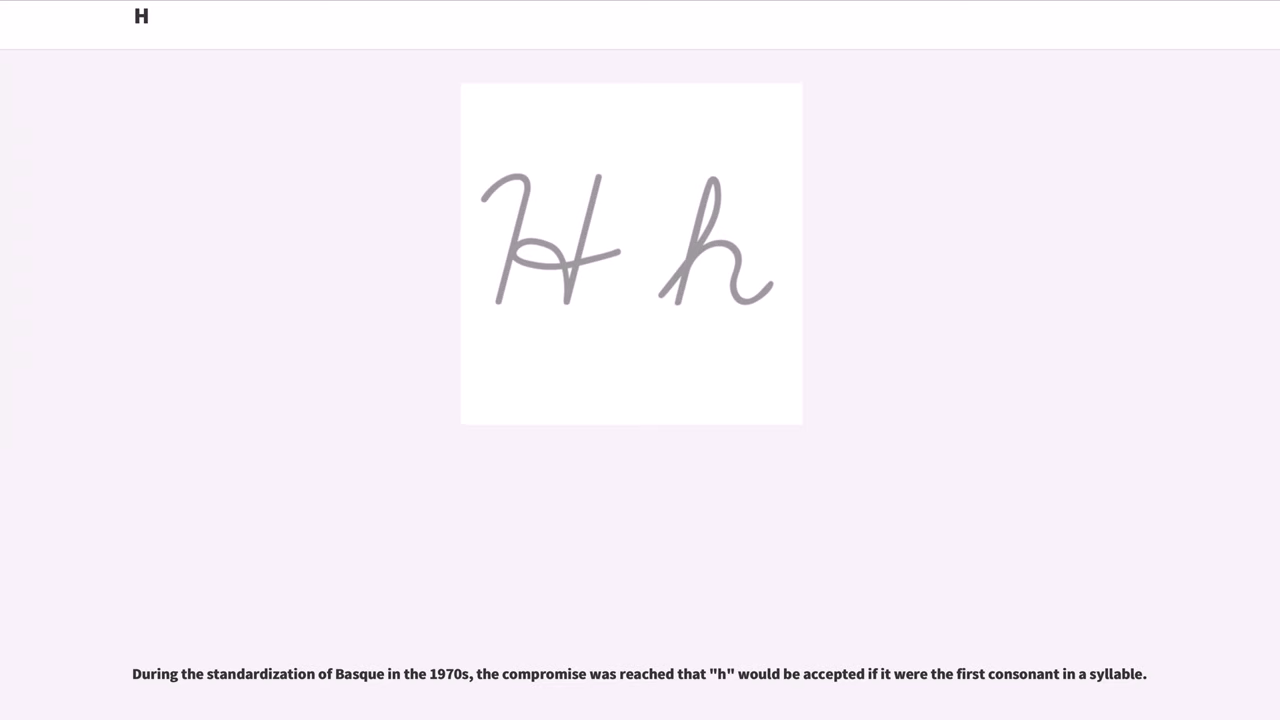 H
H h
During the standardization of Basque in the 1970s, the compromise was reached that "h" would be accepted if it were the first consonant in a syllable.